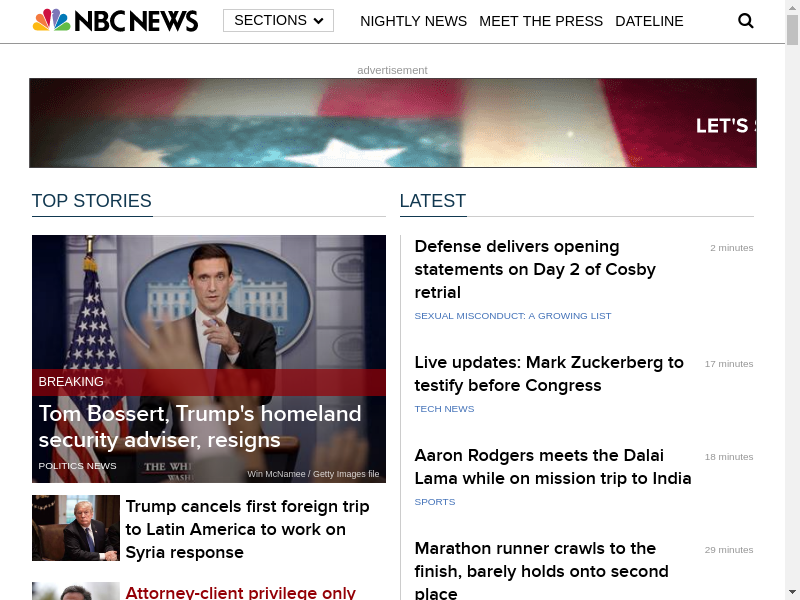 NBC NEWS
SECTIONS
NIGHTLY NEWS MEET THE PRESS DATELINE
advertisement
LET'S
TOP STORIES
BREAKING
Tom Bossert, Trump's homeland
security adviser, resigns
POLITICS NEWS
THE WHI
WASH
Win McNamee / Getty Images file
Trump cancels first foreign trip
to Latin America to work on
Syria response
Attorney-client privilege only
LATEST
Defense delivers opening
statements on Day 2 of Cosby
retrial
2 minutes
SEXUAL MISCONDUCT: A GROWING LIST
Live updates: Mark Zuckerberg to
testify before Congress
17 minutes
TECH NEWS
Aaron Rodgers meets the Dalai
Lama while on mission trip to India
18 minutes
SPORTS
Marathon runner crawls to the
finish, barely holds onto second
place
29 minutes